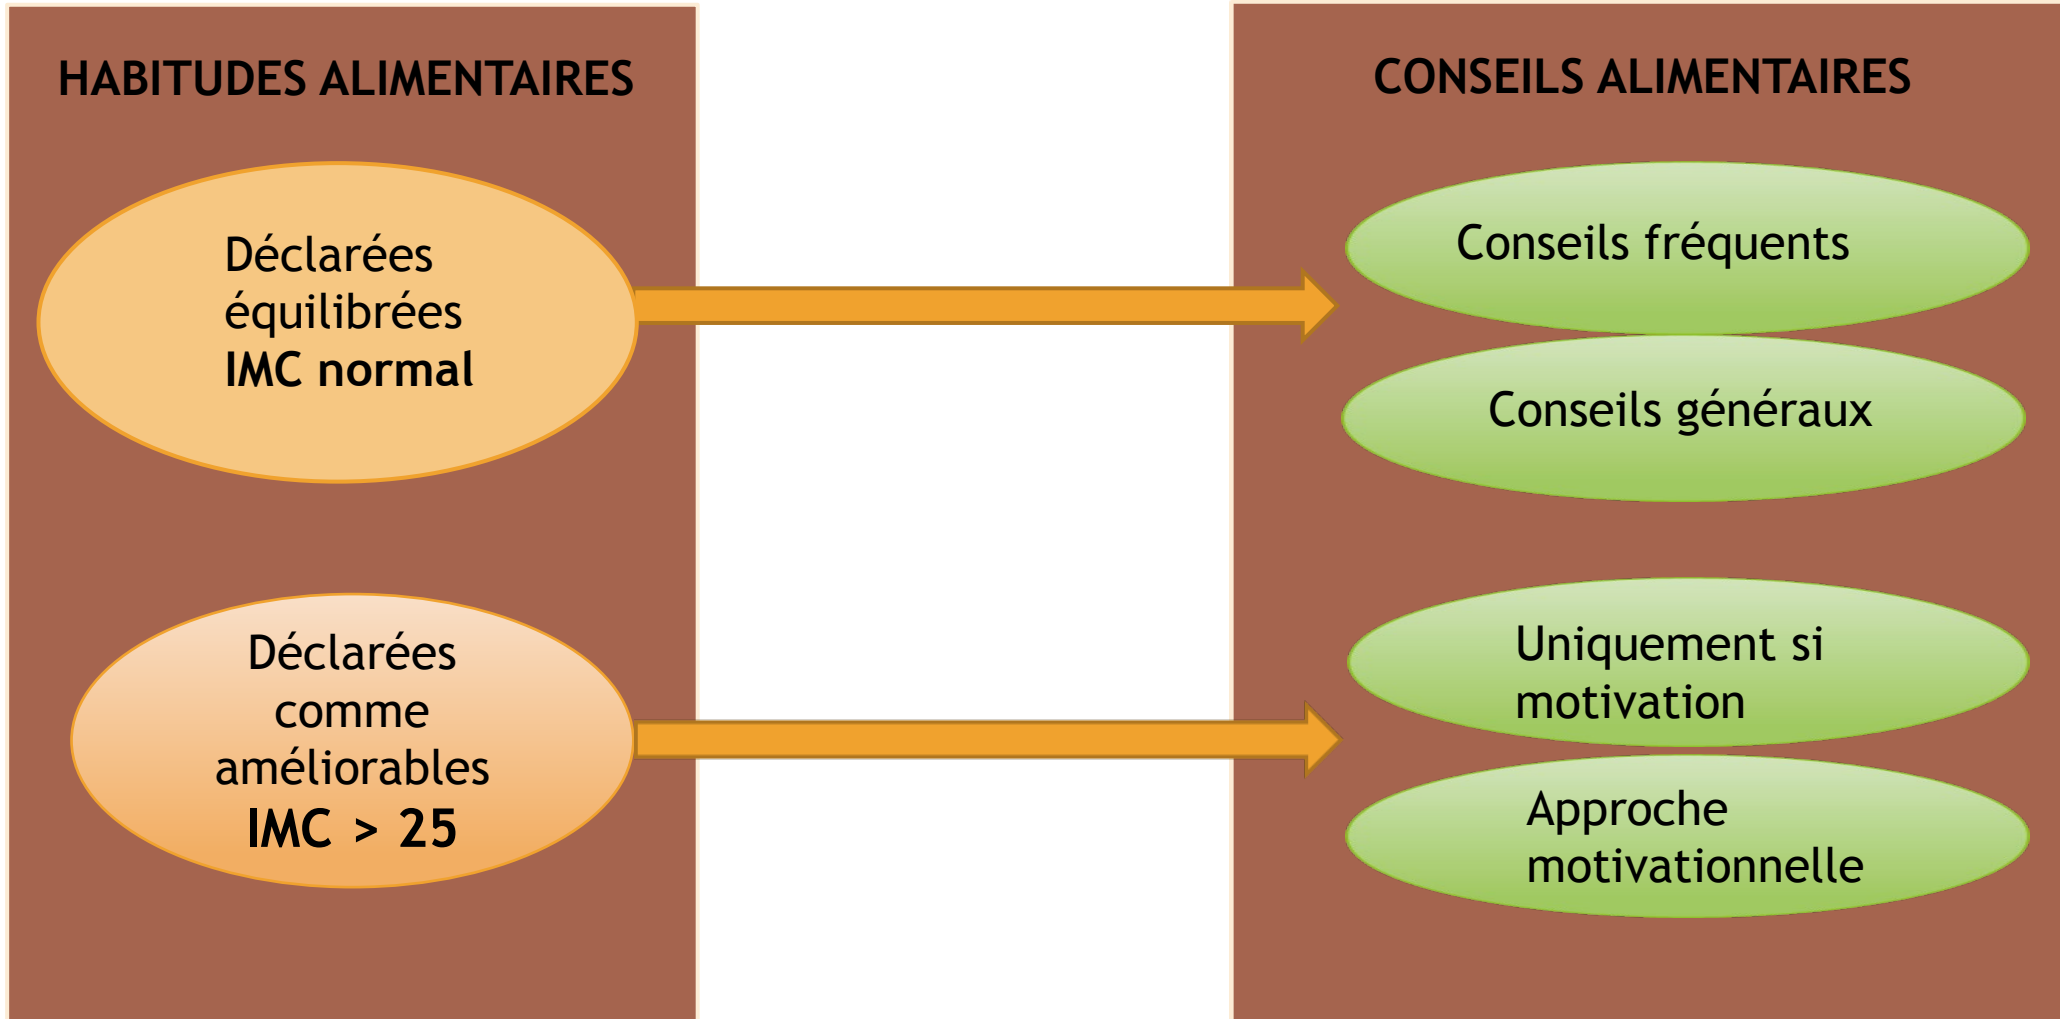 HABITUDES ALIMENTAIRES
Déclarées
équilibrées
IMC normal
Déclarées
comme
améliorables
IMC > 25
CONSEILS ALIMENTAIRES
Conseils fréquents
Conseils généraux
Uniquement si
motivation
Approche
motivationnelle